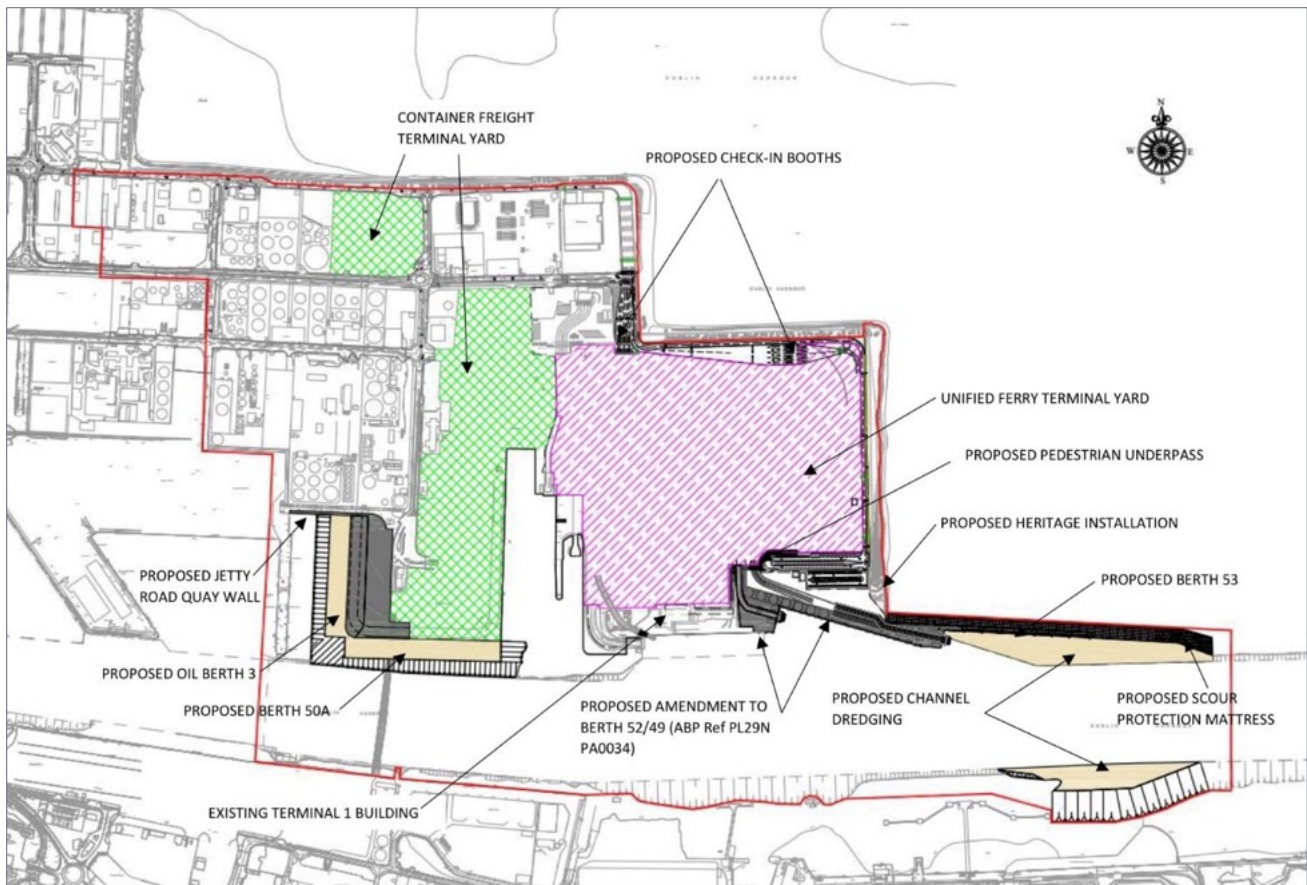 DUBLIN HARBOUR
N
W E
S
CONTAINER FREIGHT
TERMINAL YARD
PROPOSED CHECK-IN BOOTHS
DUBLIN HARBOUR
UNIFIED FERRY TERMINAL YARD
PROPOSED PEDESTRIAN UNDERPASS
PROPOSED HERITAGE INSTALLATION
PROPOSED BERTH 53
PROPOSED JETTY
ROAD QUAY WALL
PROPOSED OIL BERTH 3
PROPOSED BERTH 50A
PROPOSED AMENDMENT TO
BERTH 52/49 (ABP Ref PL29N
PA0034)
PROPOSED CHANNEL
DREDGING
PROPOSED SCOUR
PROTECTION MATTRESS
EXISTING TERMINAL 1 BUILDING